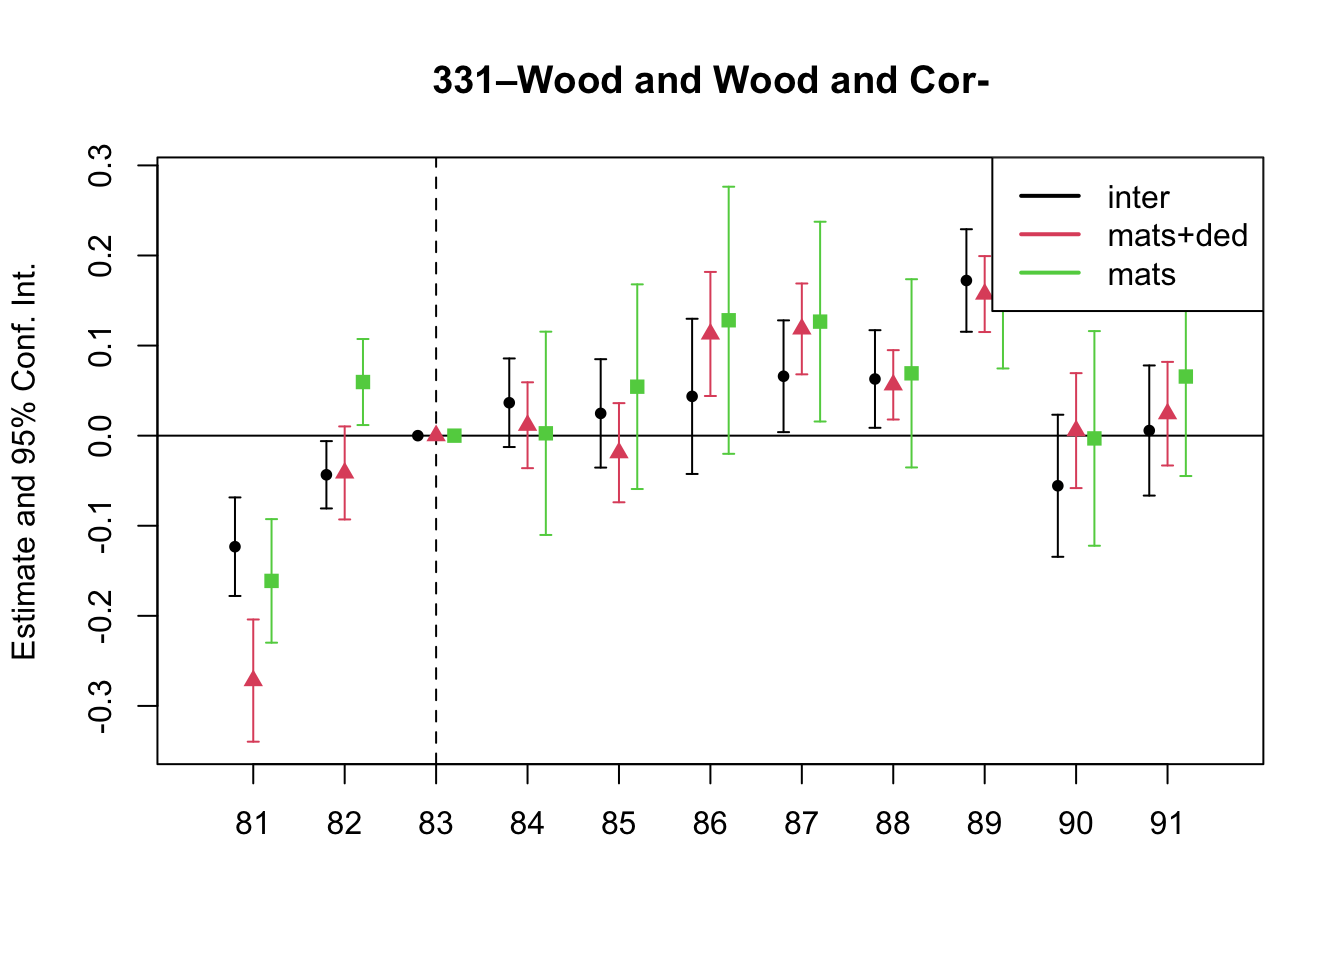 331–Wood and Wood and Cor-
Estimate and 95% Conf. Int.
0.3
0.2
0.1
0.0
-0.1
-0.2
-0.3
inter
mats+ded
mats
81 82 83 84 85 86 87 88 89 90 91